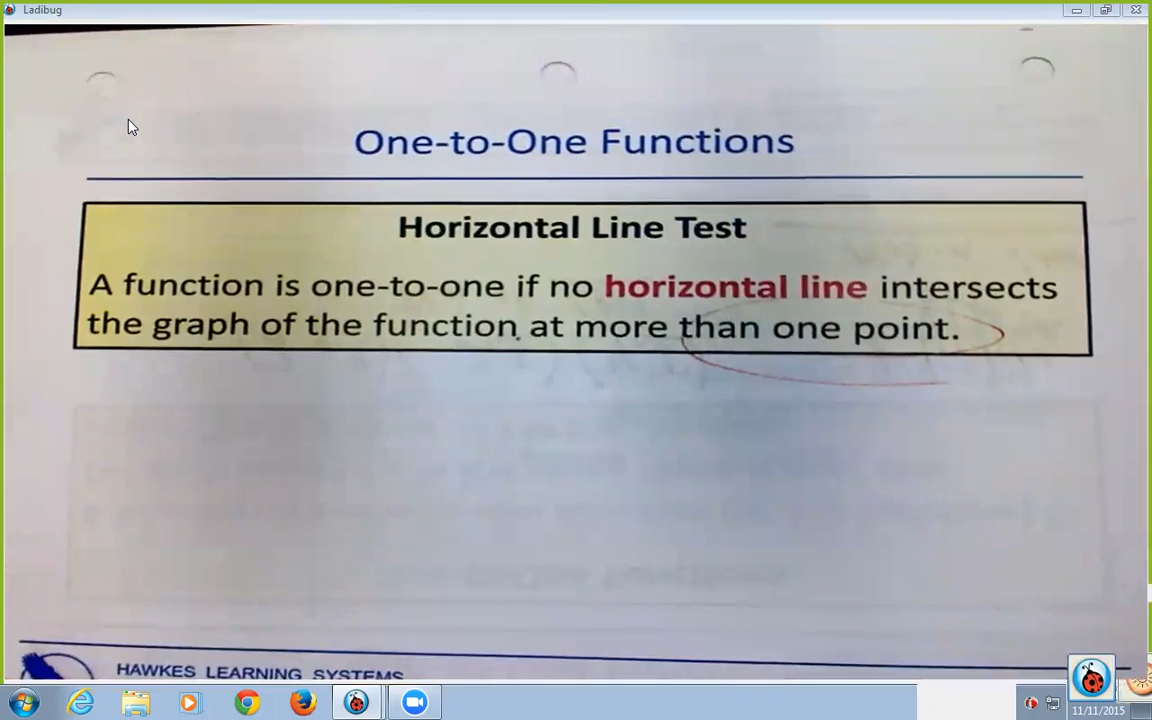 Ladibug
One-to-One Functions
Horizontal Line Test
A function is one-to-one if no horizontal line intersects
the graph of the function at more than one point.
HAWKES LEARNING SYSTEMS
11/11/2015